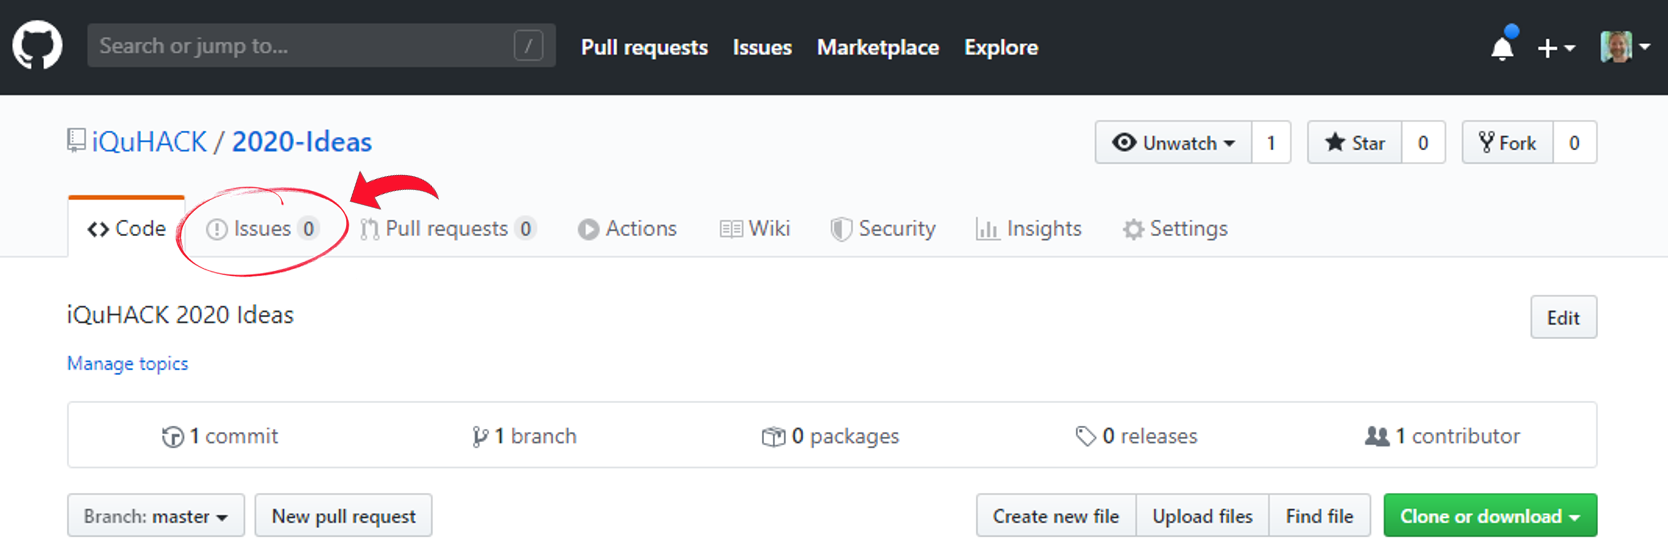 Search or jump to... / Pull requests Issues Marketplace Explore
iQuHACK / 2020-Ideas Unwatch 1 Star 0 Fork 0
Code Issues 0 Pull requests 0 Actions Wiki Security Insights Settings
iQuHACK 2020 Ideas Edit
Manage topics
1 commit 1 branch 0 packages 0 releases 1 contributor
Branch: master New pull request Create new file Upload files Find file Clone or download